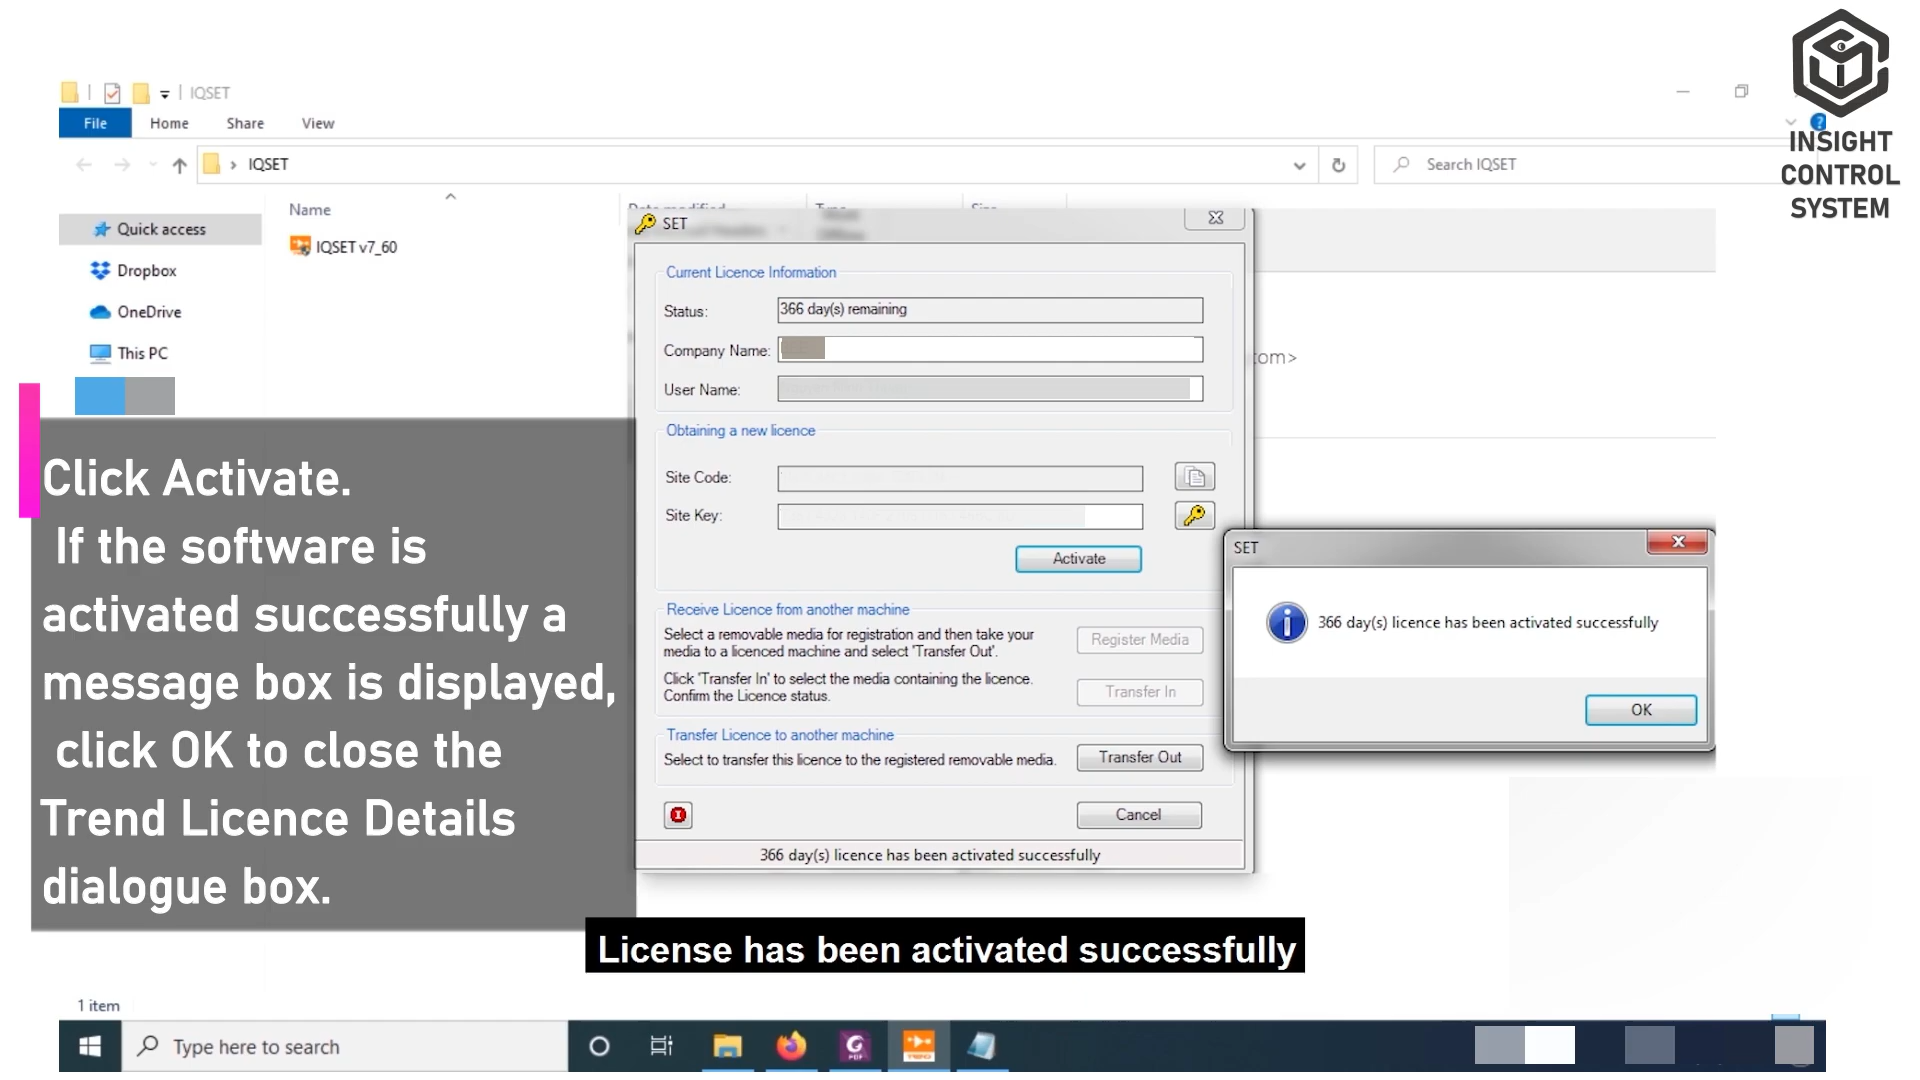 INSIGHT
CONTROL
SYSTEM
IQSET
File
Home
Share
View
IQSET
Search IQSET
Name
Quick access
Dropbox
OneDrive
This PC
IQSET v7_60
SET
Current Licence Information
Status:
366 day(s) remaining
Company Name:
User Name:
Obtaining a new licence
Site Code:
Site Key:
Activate
Receive Licence from another machine
Select a removable media for registration and then take your
media to a licenced machine and select 'Transfer Out'.
Register Media
Click 'Transfer In' to select the media containing the licence.
Confirm the Licence status.
Transfer In
Transfer Licence to another machine
Select to transfer this licence to the registered removable media.
Transfer Out
Cancel
366 day(s) licence has been activated successfully
SET
366 day(s) licence has been activated successfully
OK
Click Activate.
If the software is
activated successfully a
message box is displayed,
click OK to close the
Trend Licence Details
dialogue box.
License has been activated successfully
1 item
Type here to search